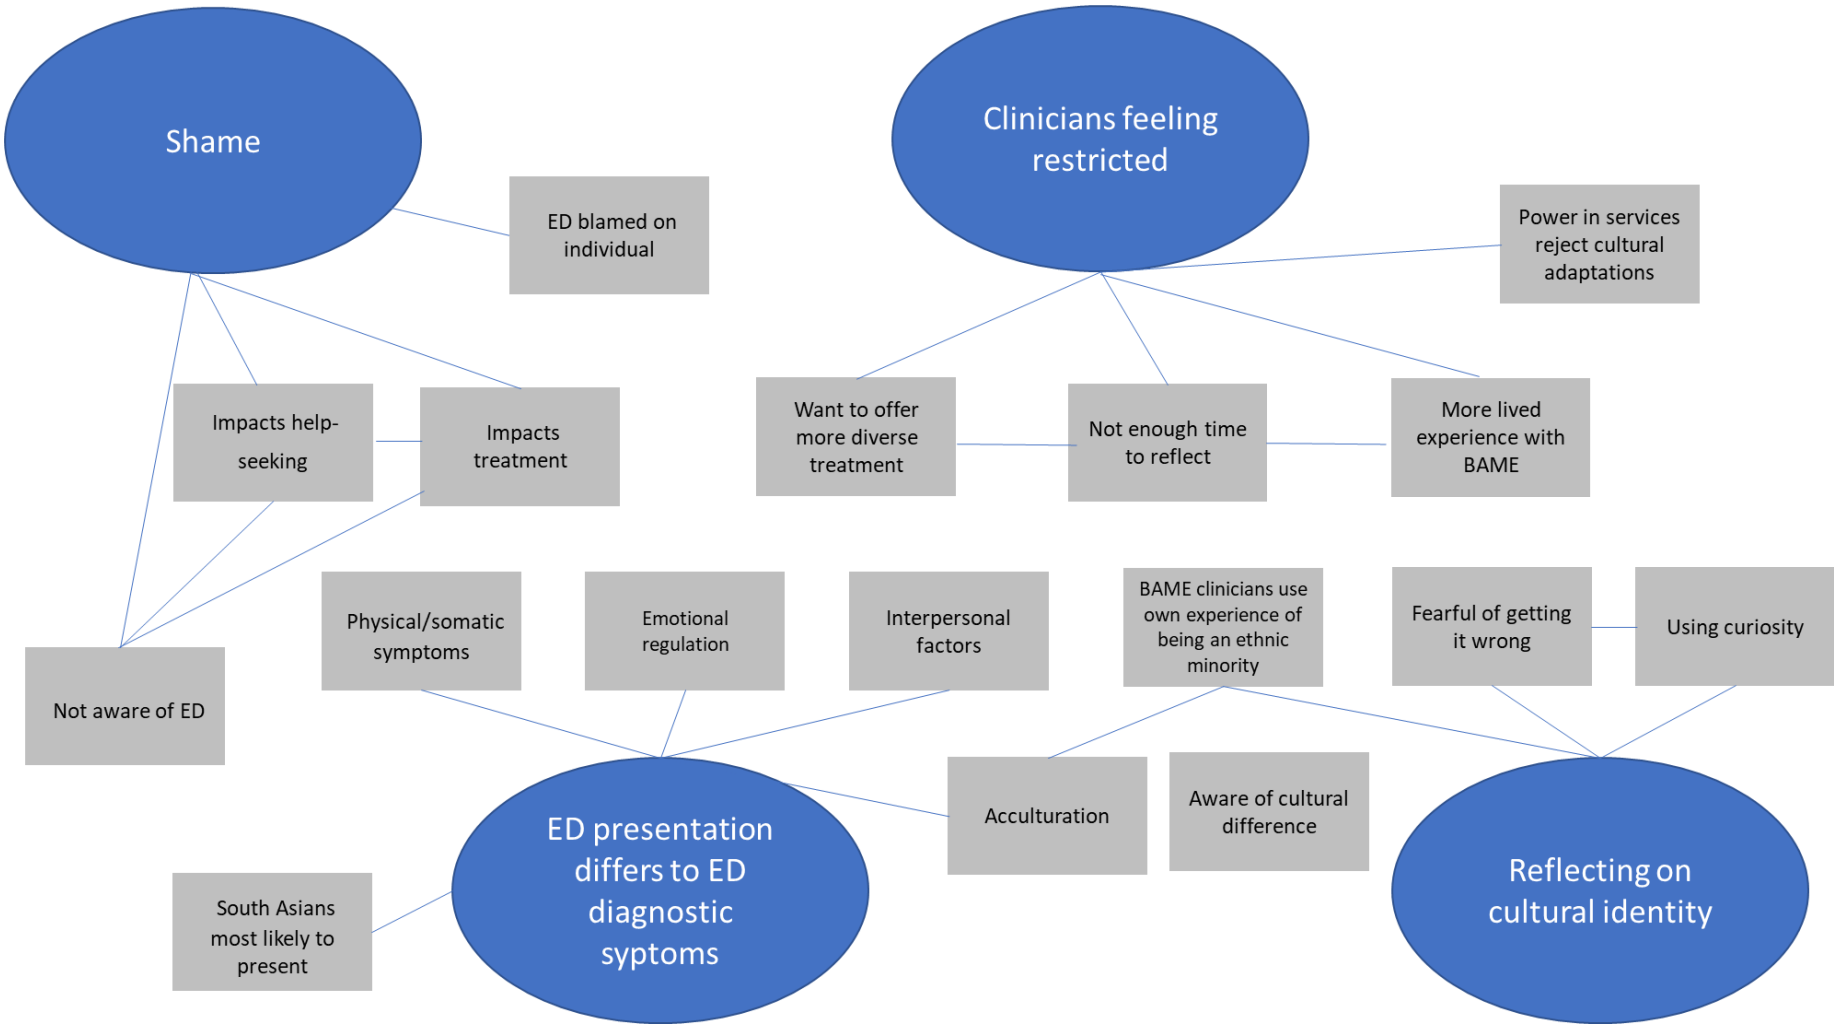 Shame
Clinicians feeling
restricted
ED blamed on
individual
Power in services
reject cultural
adaptations
Impacts help-
seeking
Impacts
treatment
Want to offer
more diverse
treatment
Not enough time
to reflect
More lived
experience with
BAME
Not aware of ED
Physical/somatic
symptoms
Emotional
regulation
Interpersonal
factors
BAME clinicians use
own experience of
being an ethnic
minority
Fearful of getting
it wrong
Using curiosity
South Asians
most likely to
present
ED presentation
differs to ED
diagnostic
syptoms
Acculturation
Aware of cultural
difference
Reflecting on
cultural identity